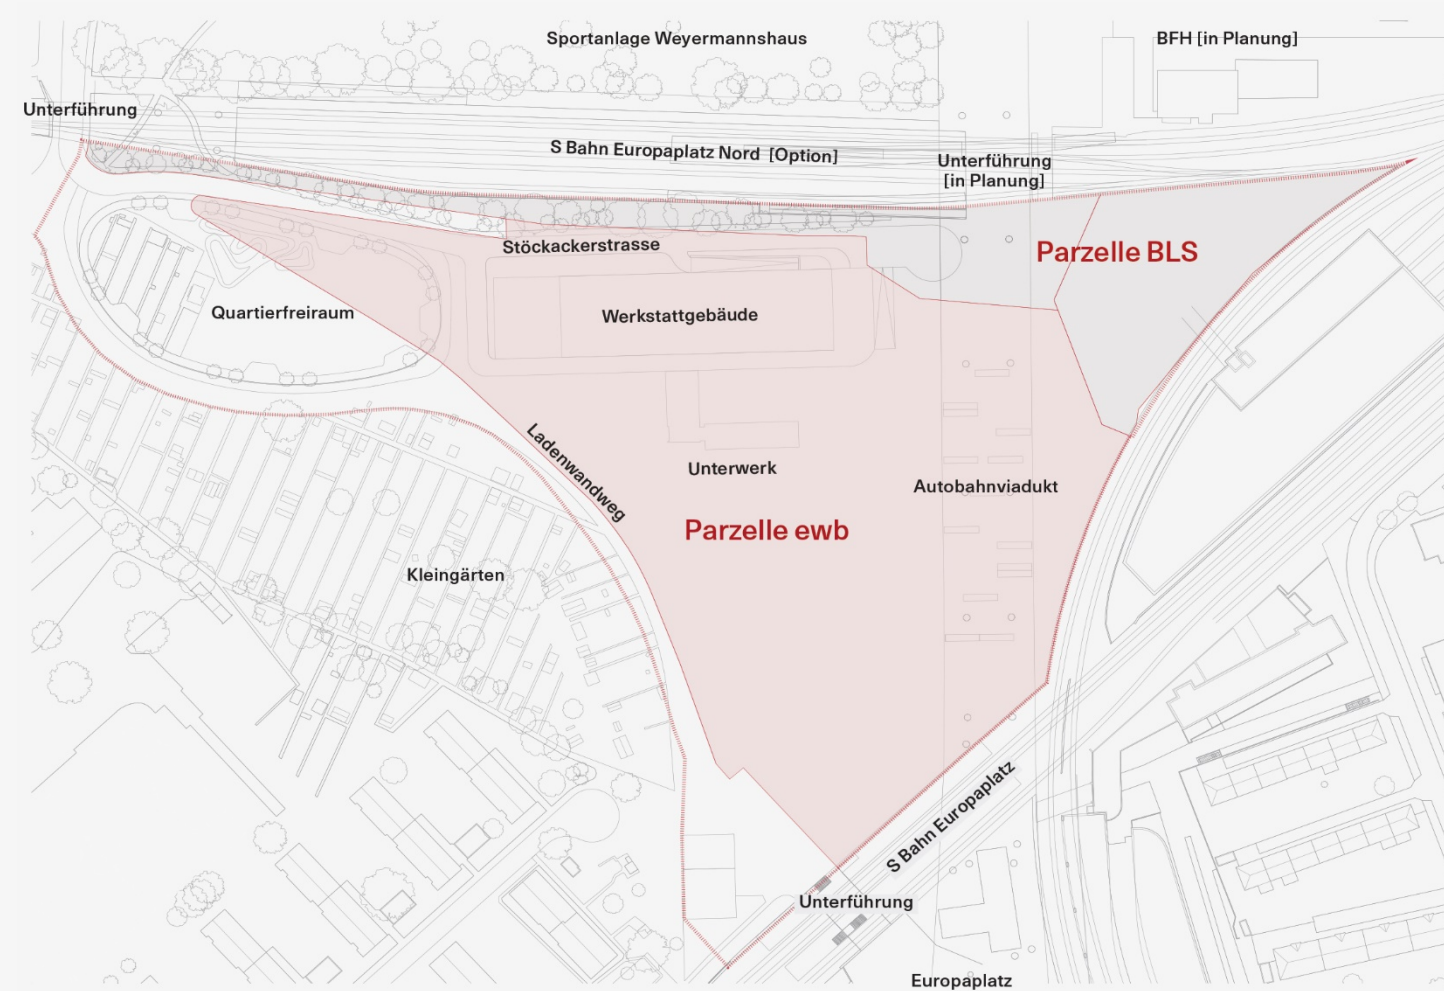 Sportanlage Weyermannshaus
BFH [in Planung]
Unterführung
S Bahn Europaplatz Nord [Option]
Unterführung
[in Planung]
Stöckackerstrasse
Parzelle BLS
Quartierfreiraum
Werkstattgebäude
Ladenwandweg
Unterwerk
Autobahnviadukt
Parzelle ewb
Kleingärten
S Bahn Europaplatz
Unterführung
Europaplatz